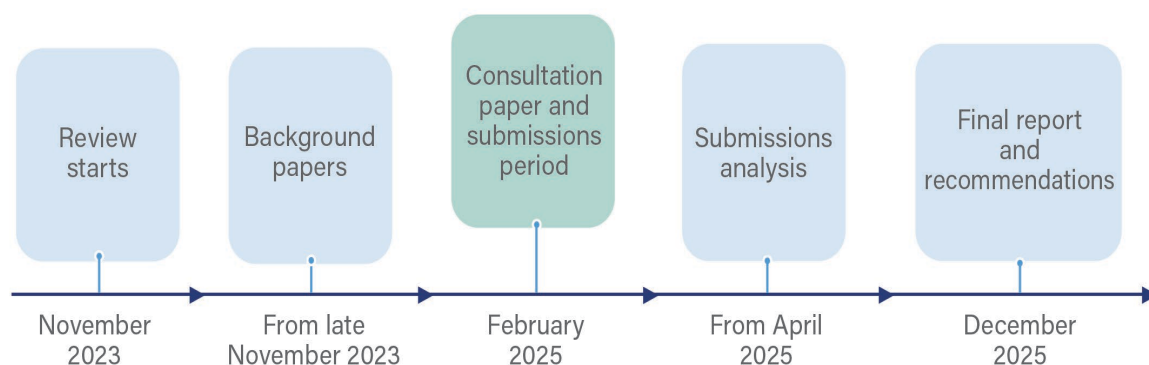 Review
starts
Background
papers
Consultation
paper and
submissions
period
Submissions
analysis
Final report
and
recommendations
November
2023
From late
November 2023
February
2025
From April
2025
December
2025